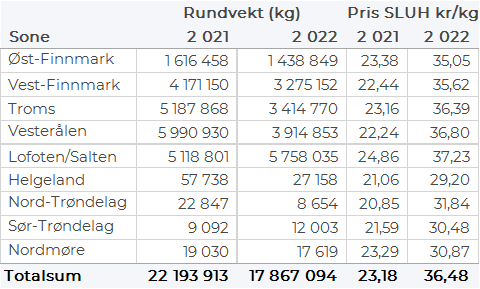 Rundvekt (kg) Pris SLUH kr/kg
Sone 2 021 2 022 2 021 2 022
Øst-Finnmark 1 616 458 1 438 849 23,38 35,05
Vest-Finnmark 4 171 150 3 275 152 22,44 35,62
Troms 5 187 868 3 414 770 23,16 36,39
Vesterålen 5 990 930 3 914 853 22,24 36,80
Lofoten/Salten 5 118 801 5 758 035 24,86 37,23
Helgeland 57 738 27 158 21,06 29,20
Nord-Trøndelag 22 847 8 654 20,85 31,84
Sør-Trøndelag 9 092 12 003 21,59 30,48
Nordmøre 19 030 17 619 23,29 30,87
Totalsum 22 193 913 17 867 094 23,18 36,48